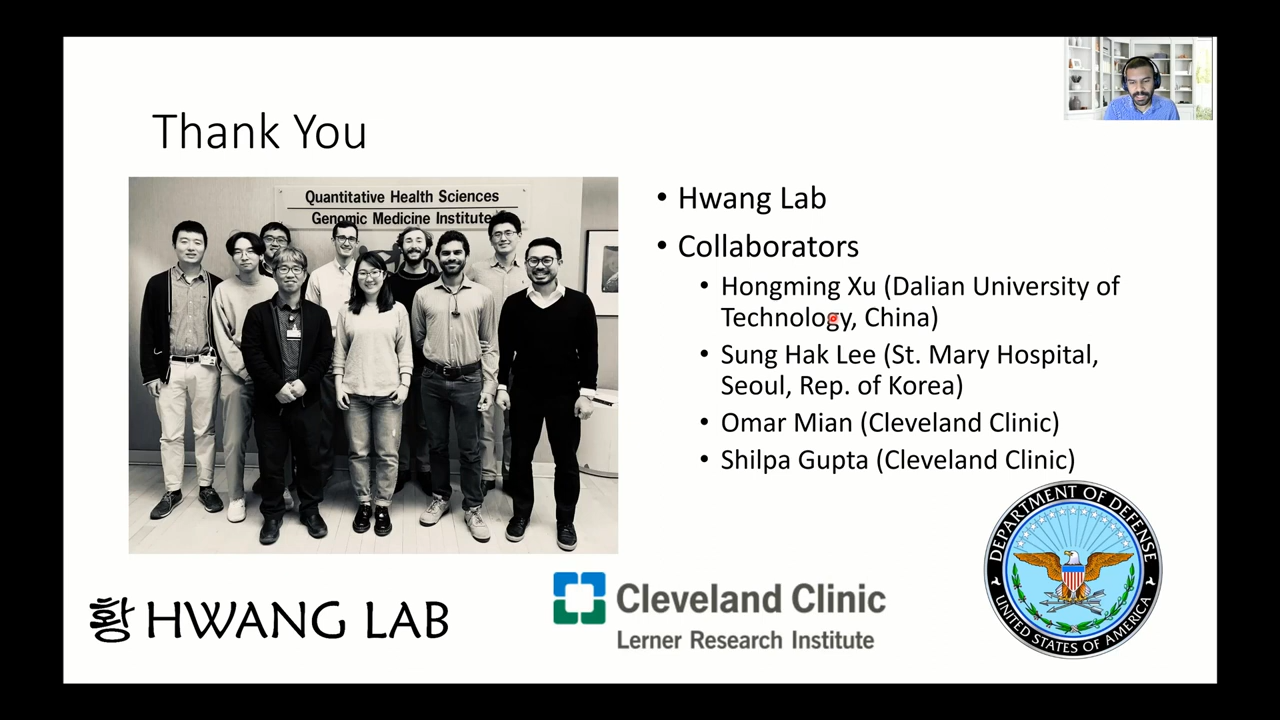 Thank You
Quantitative Health Sciences
Genomic Medicine Institute
• Hwang Lab
• Collaborators
• Hongming Xu (Dalian University of
Technology, China)
• Sung Hak Lee (St. Mary Hospital,
Seoul, Rep. of Korea)
• Omar Mian (Cleveland Clinic)
• Shilpa Gupta (Cleveland Clinic)
황 HWANG LAB
Cleveland Clinic
Lerner Research Institute
DEPARTMENT OF DEFENSE
UNITED STATES OF AMERICA